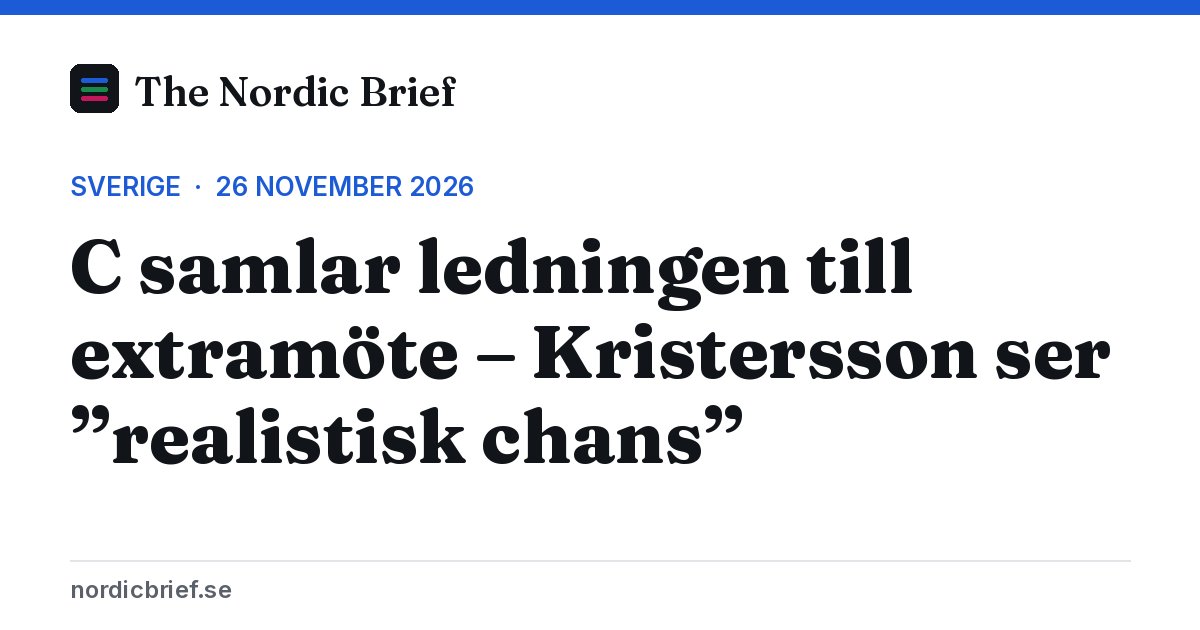 The Nordic Brief
SVERIGE · 26 NOVEMBER 2026
C samlar ledningen till
extramöte – Kristersson ser
”realistisk chans”
nordicbrief.se